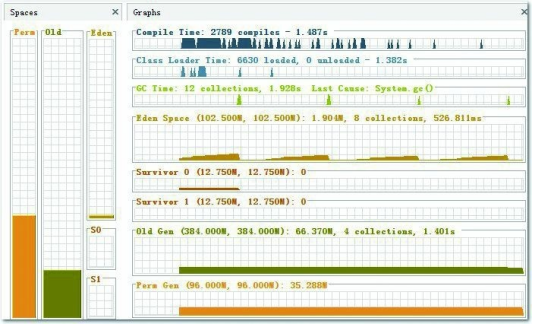 Spaces
Graphs
Perm
Old
Eden
S0
S1
Compile Time: 2789 compiles - 1.487s
Class Loader Time: 6630 loaded, 0 unloaded - 1.382s
GC Time: 12 collections, 1.928s Last Cause: System.gc()
Eden Space (102.500M, 102.500M): 1.904M, 8 collections, 526.811ms
Survivor 0 (12.750M, 12.750M): 0
Survivor 1 (12.750M, 12.750M): 0
Old Gen (384.000M, 384.000M): 66.370M, 4 collections, 1.401s
Perm Gen (96.000M, 96.000M): 35.288M